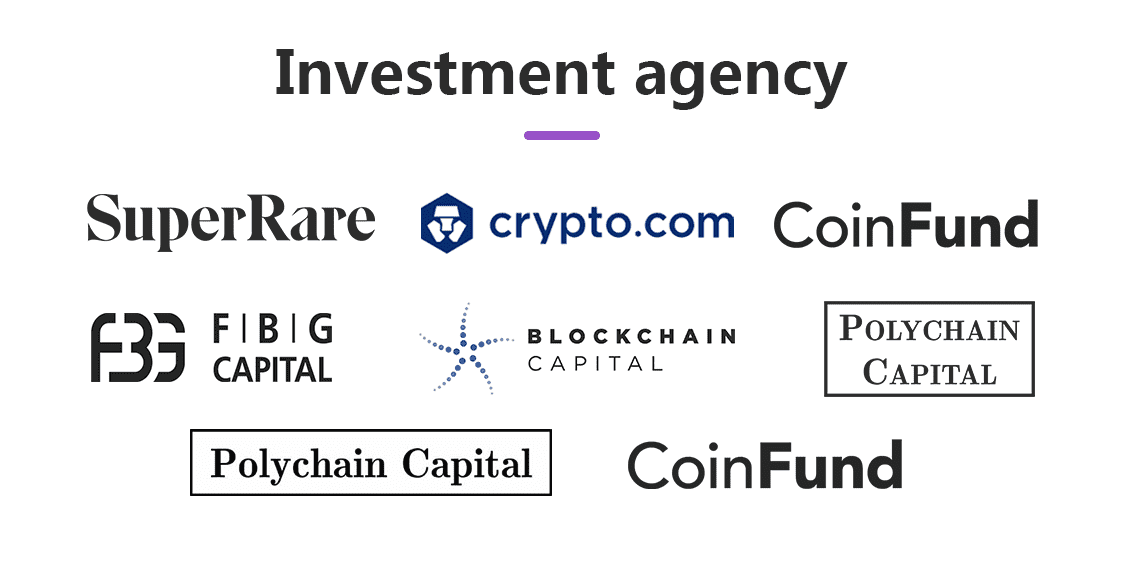 Investment agency
SuperRare
crypto.com
CoinFund
FBG
F|B|G
CAPITAL
BLOCKCHAIN
CAPITAL
POLYCHAIN
CAPITAL
Polychain Capital
CoinFund